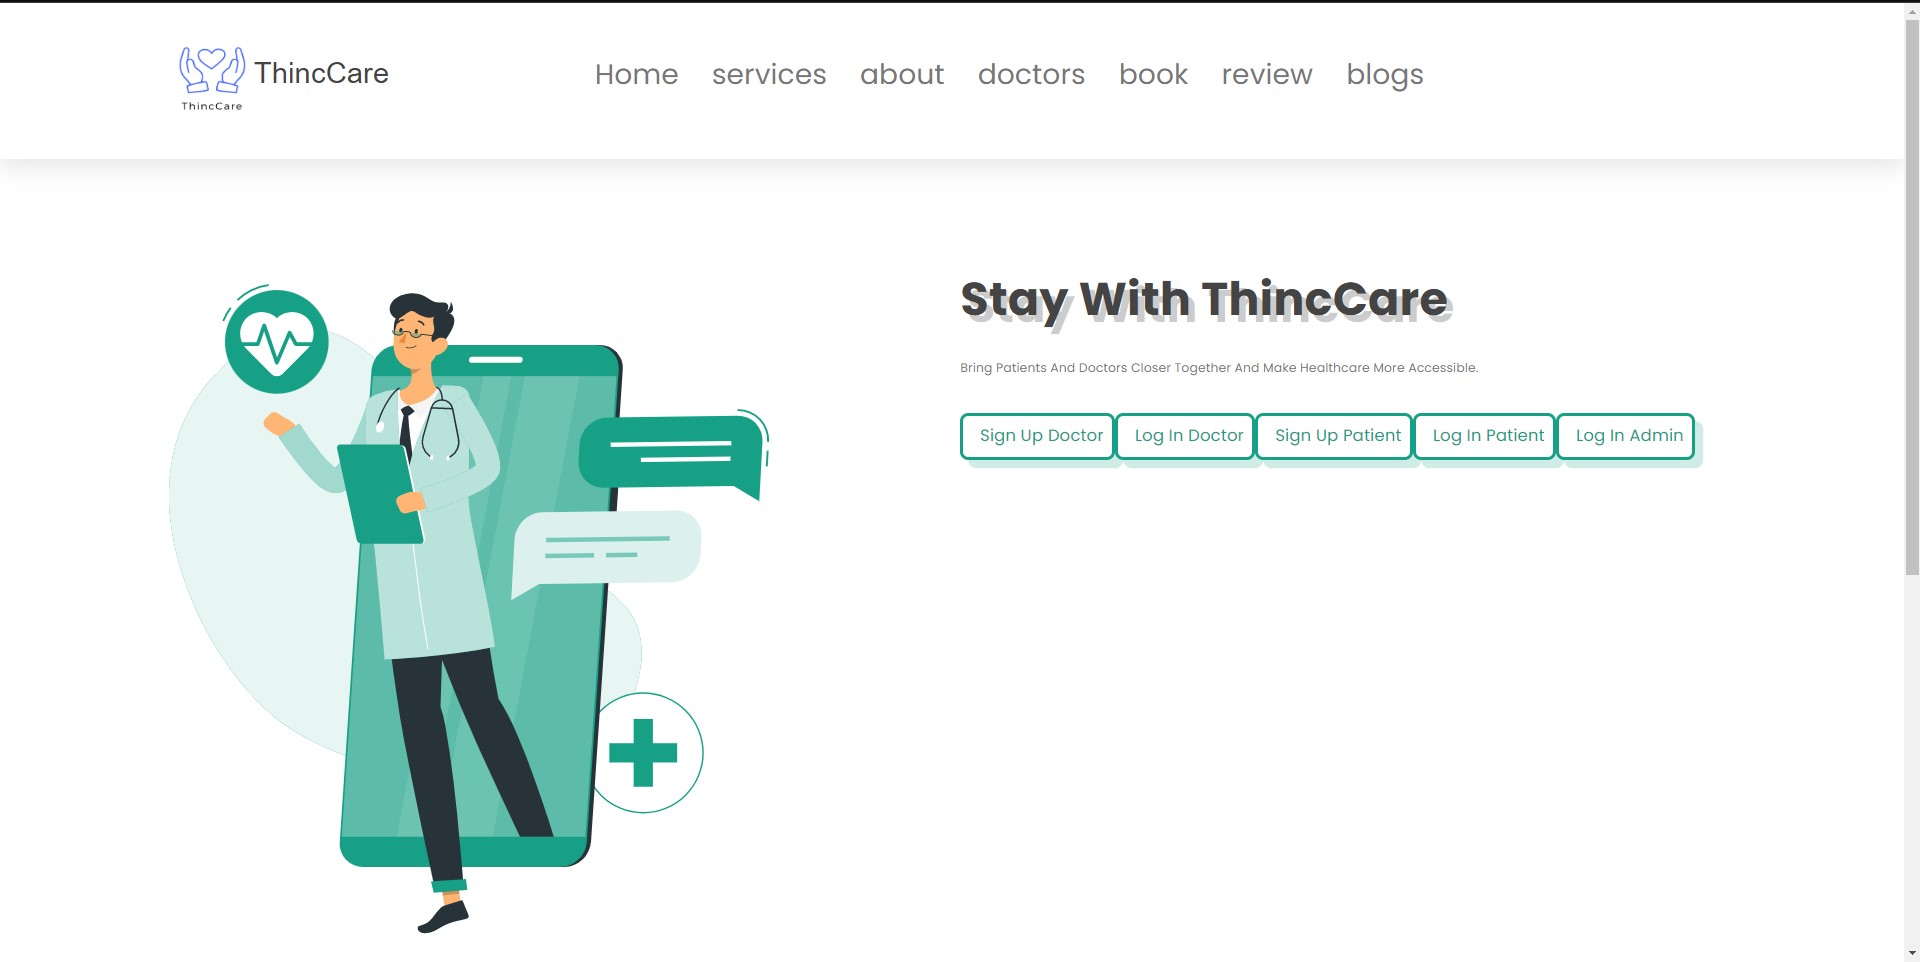 ThincCare
ThincCare
Home services about doctors book review blogs
Stay With ThincCare
Bring Patients And Doctors Closer Together And Make Healthcare More Accessible.
Sign Up Doctor Log In Doctor Sign Up Patient Log In Patient Log In Admin